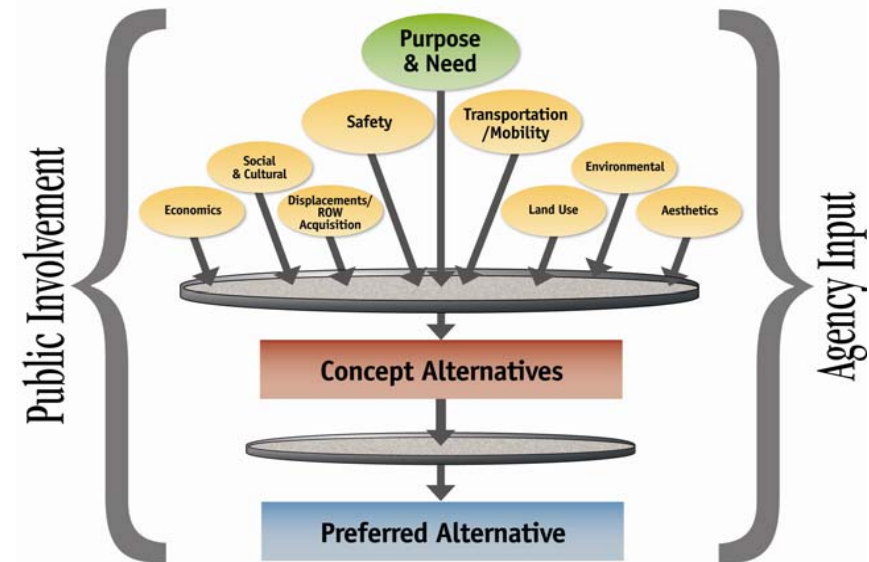 Public Involvement
Purpose
& Need
Safety
Transportation
/Mobility
Social
& Cultural
Environmental
Economics
Displacements/
ROW
Acquisition
Land Use
Aesthetics
Concept Alternatives
Preferred Alternative
Agency Input